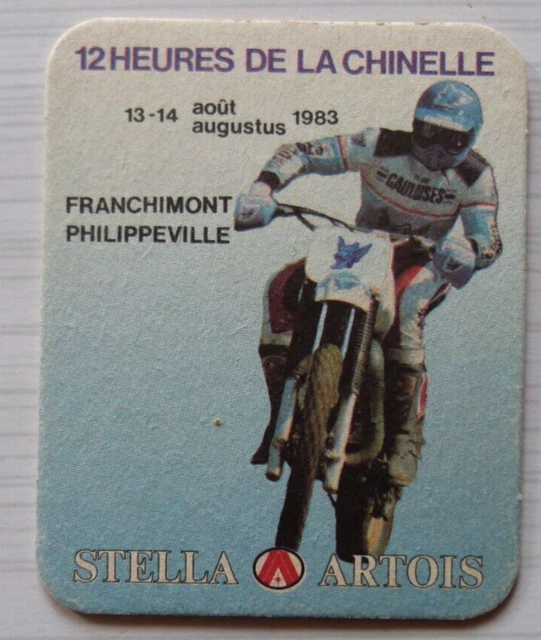 12 HEURES DE LA CHINELLE
13-14 août augustus 1983
FRANCHIMONT
PHILIPPEVILLE
GAULOISES
STELLA ARTOIS